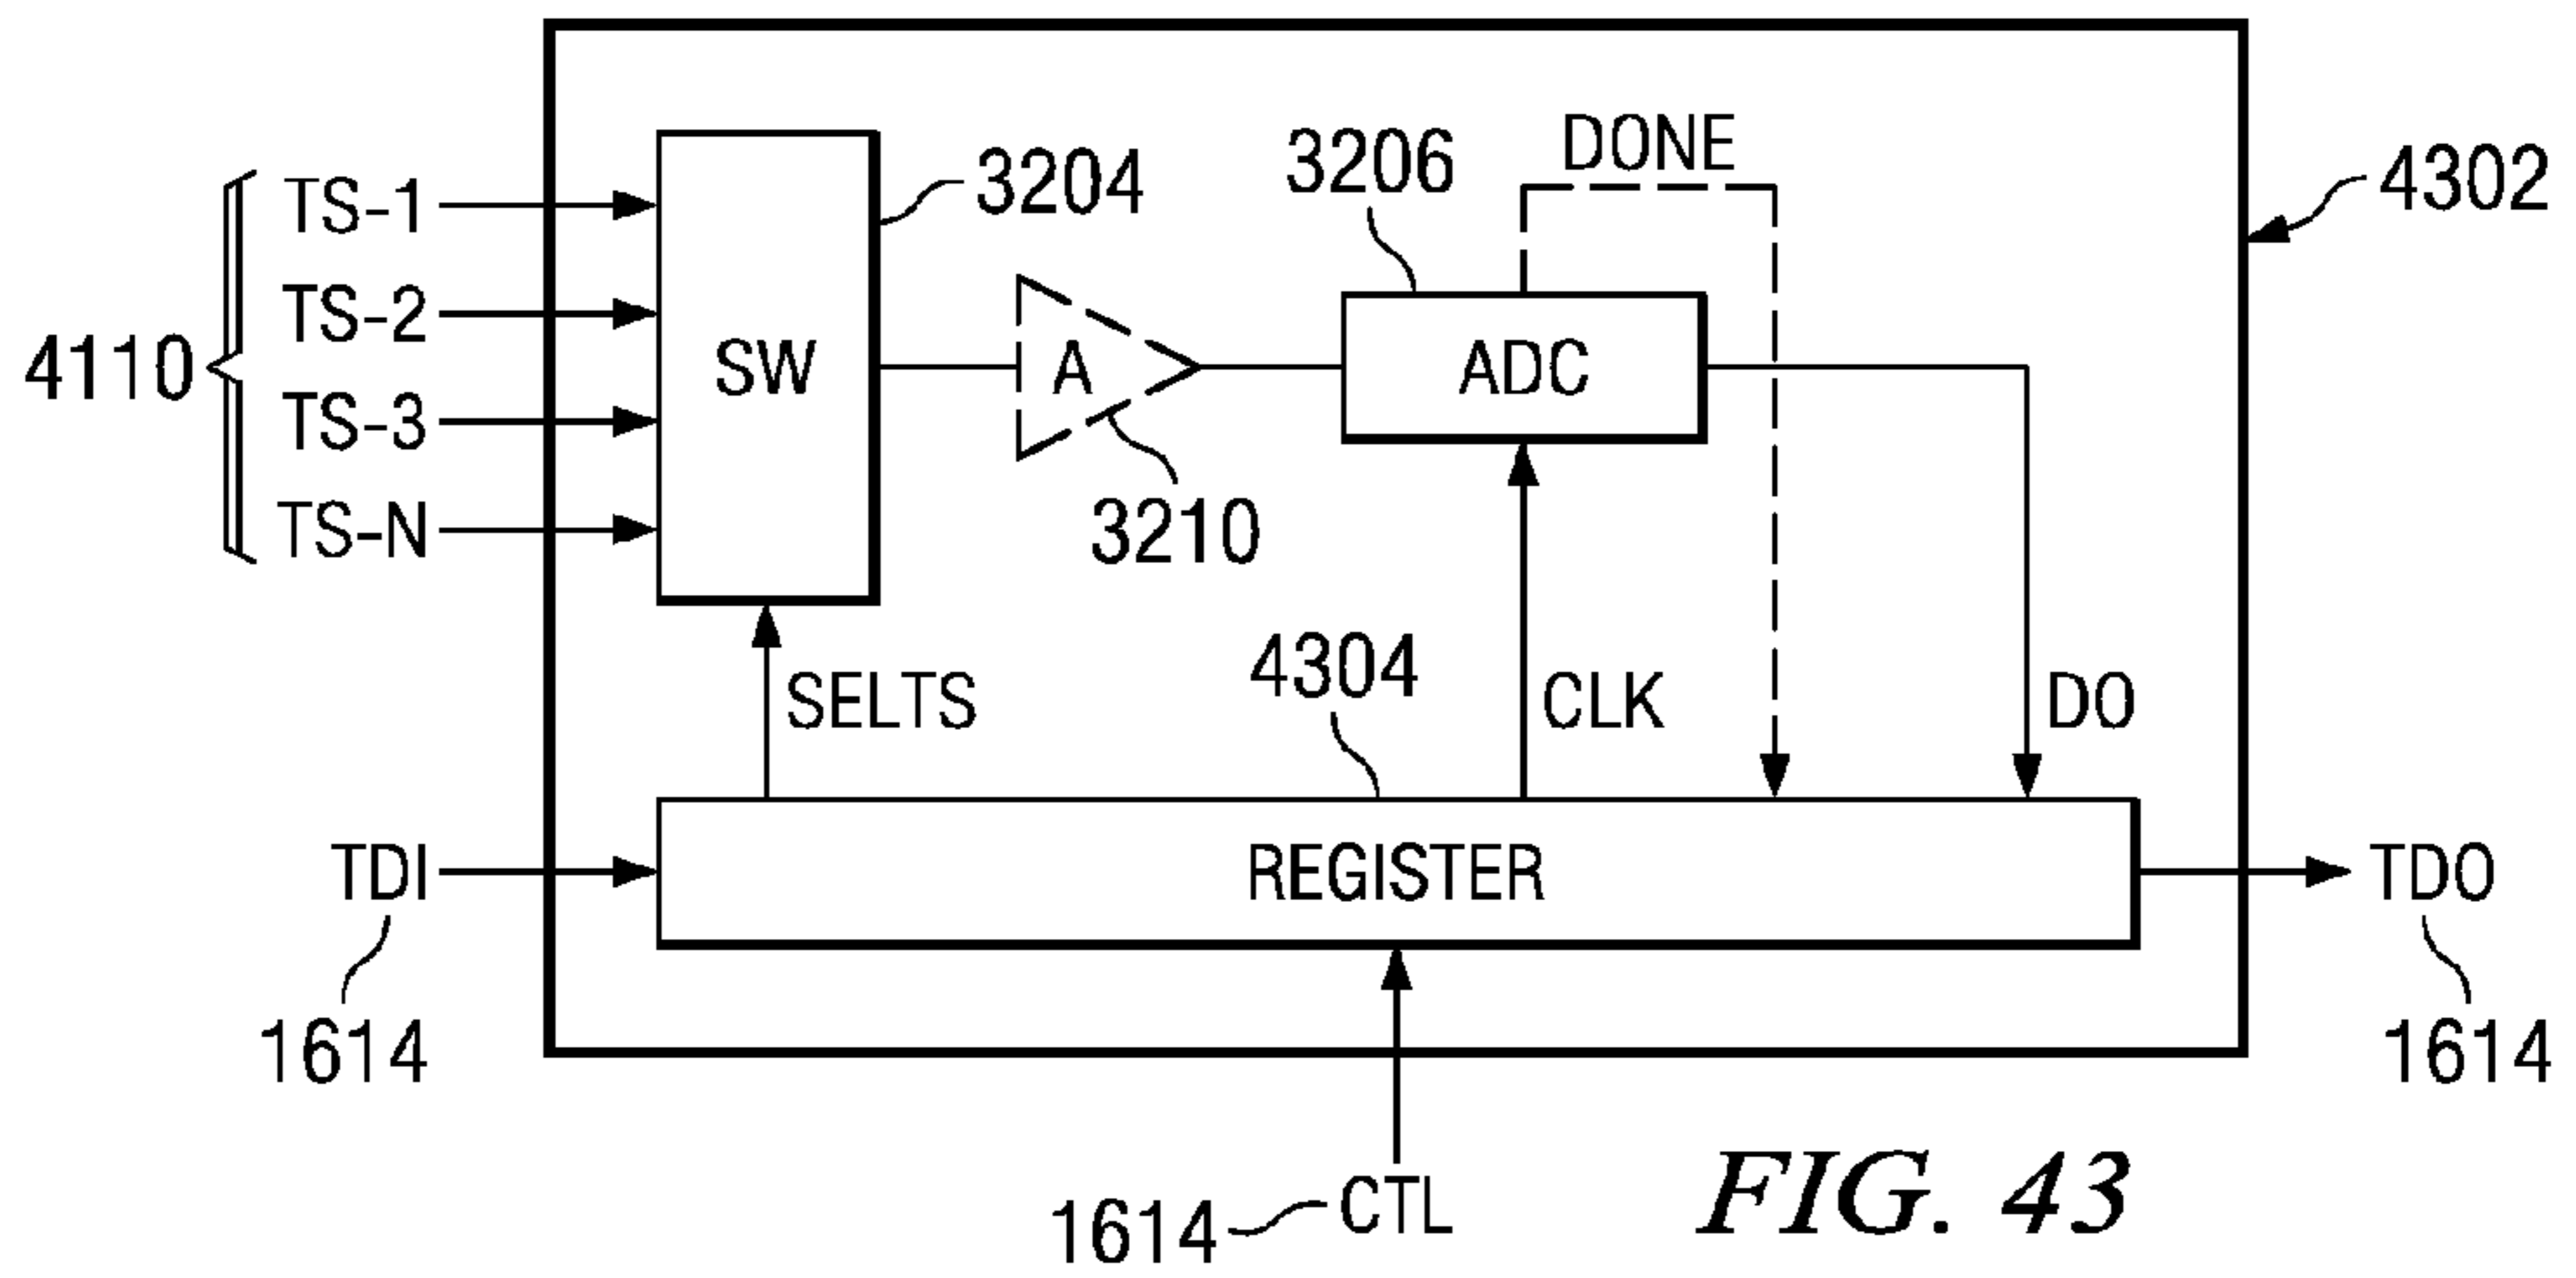 DONE
3206
3204
4302
TS-1
TS-2
TS-3
TS-N
4110
SW
A
ADC
3210
4304
SELTS
CLK
DO
TDI
REGISTER
TDO
1614
1614
1614
CTL
FIG. 43